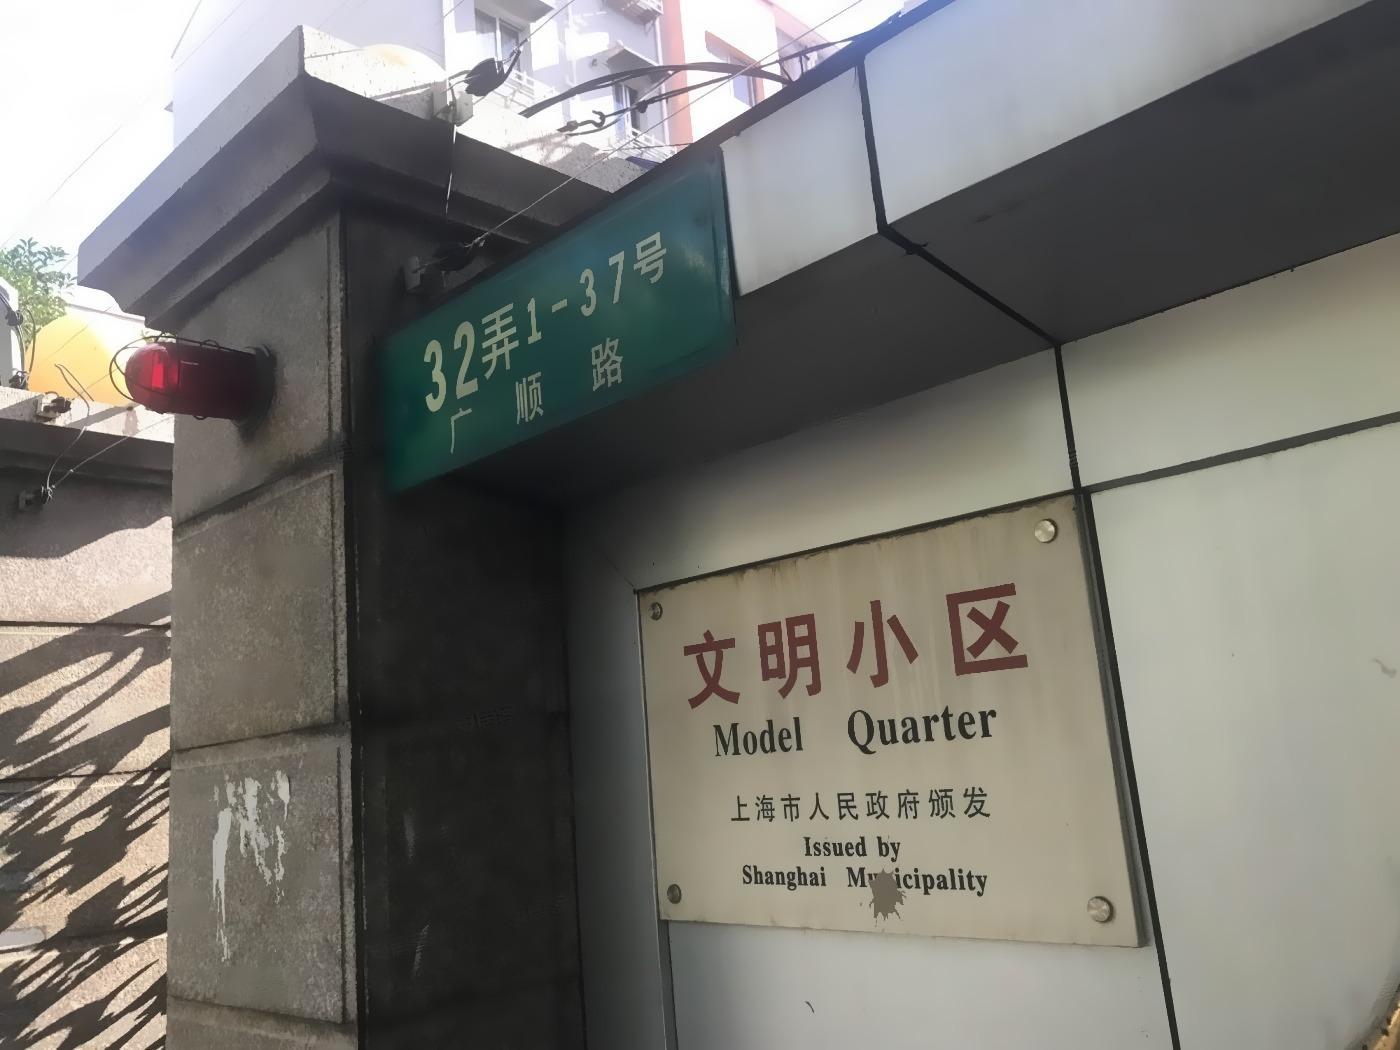 32弄1-37号
广顺路
文明小区
Model Quarter
上海市人民政府颁发
Issued by
Shanghai